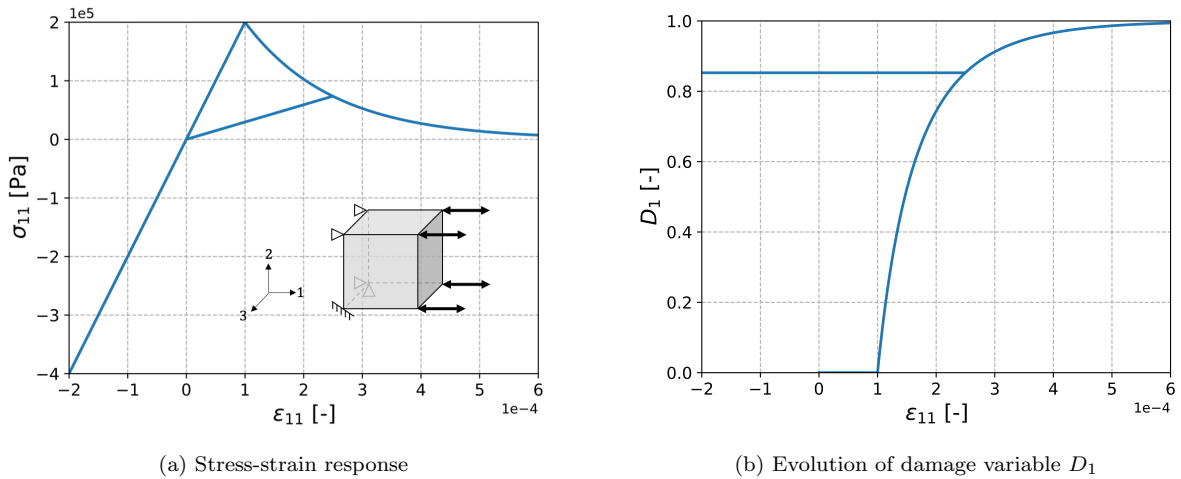 1e5
2
1
0
−1
−2
−3
−4
σ11 [Pa]
−2 −1 0 1 2 3 4 5 6
1e−4
ε11 [-]
2
1
3
(a) Stress-strain response
1.0
0.8
0.6
0.4
0.2
0.0
D1 [-]
−2 −1 0 1 2 3 4 5 6
1e−4
ε11 [-]
(b) Evolution of damage variable D1